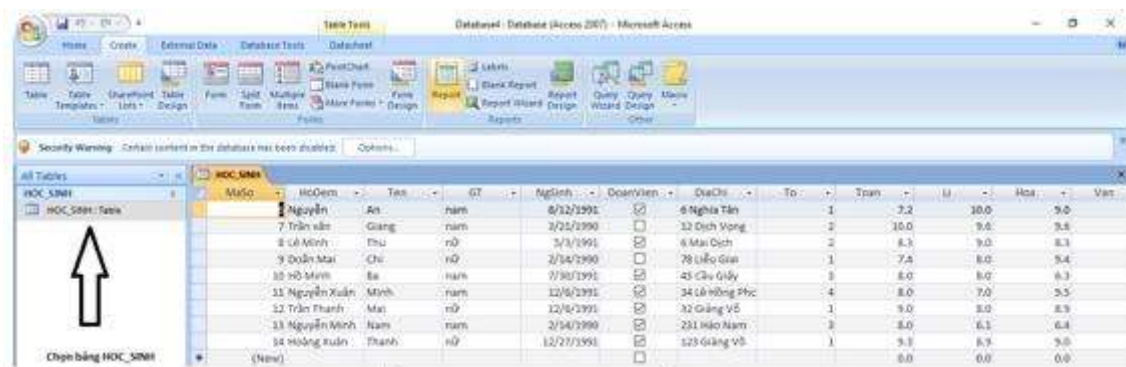 Table Tools Database4 : Database (Access 2007) - Microsoft Access
Home Create External Data Database Tools Datasheet
Table Table Templates SharePoint Lists Table Design Form Split Form Multiple Items PivotChart Blank Form More Forms Form Design Report Labels Blank Report Report Wizard Report Design Query Wizard Query Design Macro
Tables Forms Reports Other
Security Warning Certain content in the database has been disabled Options...
All Tables HOC_SINH
HOC_SINH MaSo HoDem Ten GT NgSinh DoanVien DiaChi To Toan Li Hoa Van
HOC_SINH : Table Nguyễn An nam 8/12/1991 6 Nghĩa Tân 1 7.2 10.0 9.0
7 Trần văn Giang nam 3/21/1990 12 Dịch Vọng 2 10.0 9.6 9.6
8 Lê Minh Thu nữ 5/3/1991 6 Mai Dịch 2 8.3 9.0 8.3
9 Doãn Mai Chi nữ 2/14/1990 78 Liễu Giai 1 7.4 8.0 9.4
10 Hồ Minh Ba nam 7/30/1991 45 Cầu Giấy 3 8.0 8.0 6.3
11 Nguyễn Xuân Minh nam 12/6/1991 34 Lê Hồng Phc 4 8.0 7.0 9.5
12 Trần Thanh Mai nữ 12/6/1991 32 Giảng Võ 1 9.0 8.0 8.9
13 Nguyễn Minh Nam nam 2/14/1990 231 Hào Nam 3 8.0 6.1 6.4
14 Hoàng Xuân Thanh nữ 12/27/1991 123 Giảng Võ 1 9.3 8.9 9.0
Chọn bảng HOC_SINH (New) 0.0 0.0 0.0